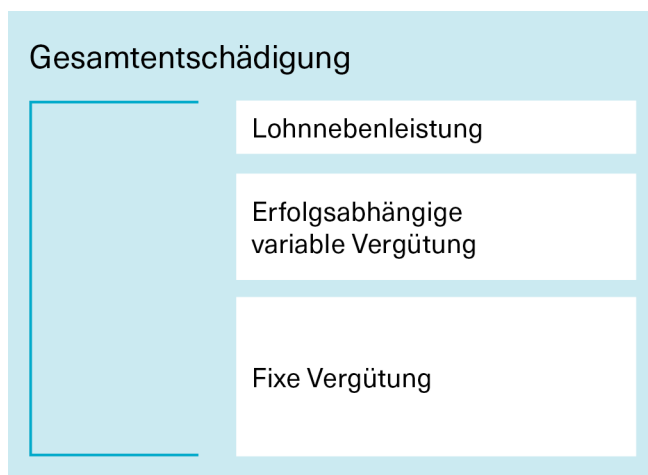 Gesamtentschädigung
Lohnnebenleistung
Erfolgsabhängige
variable Vergütung
Fixe Vergütung